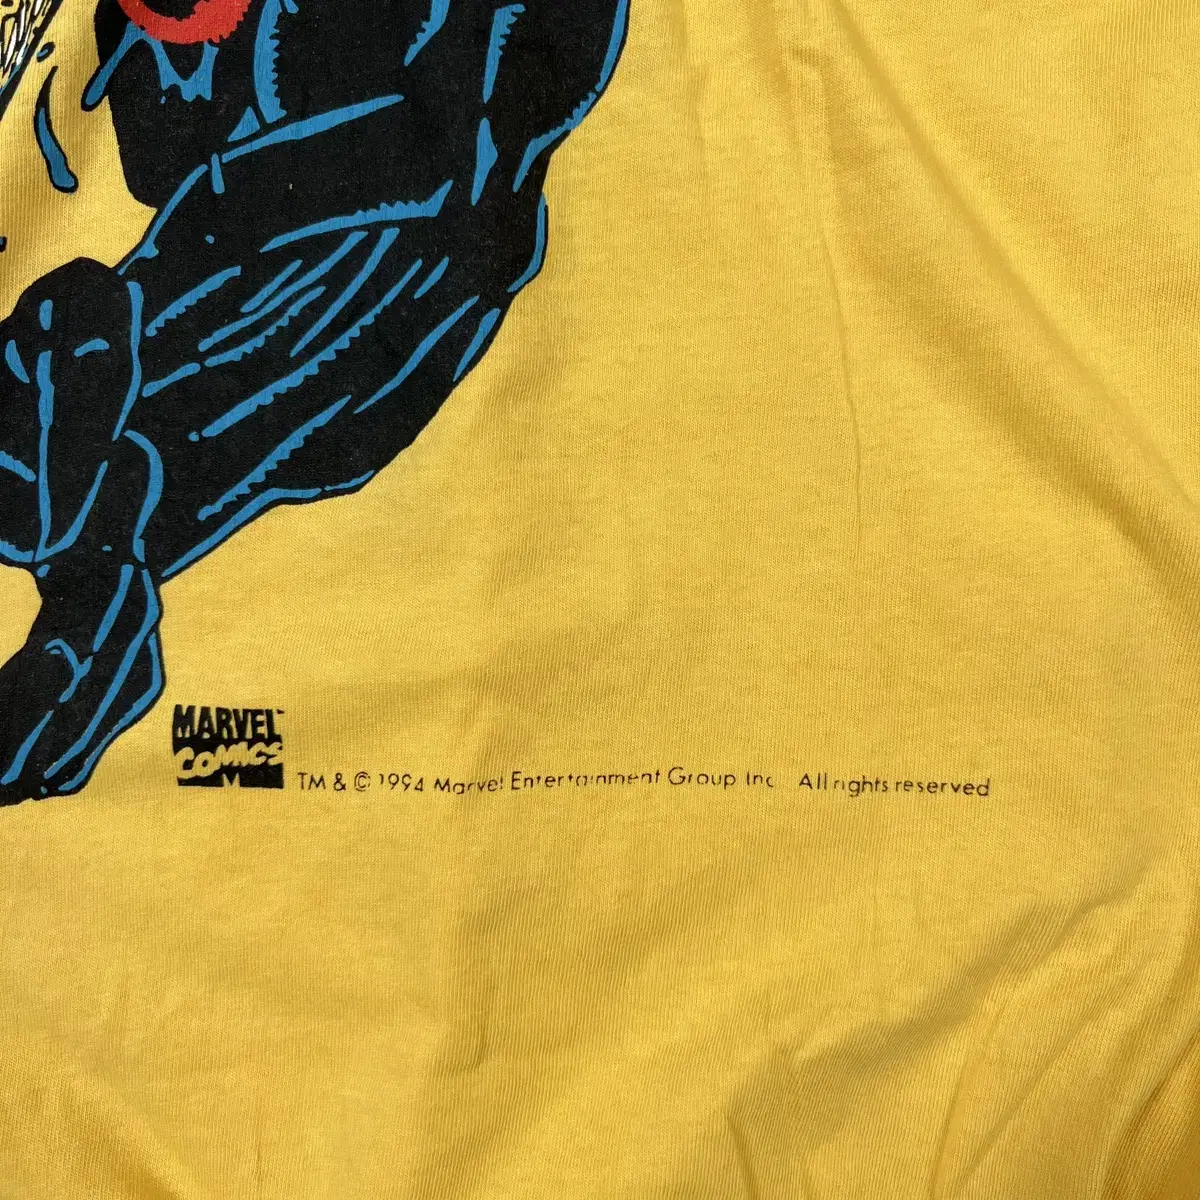 MARVEL
COMICS
TM & © 1994 Marvel Entertainment Group Inc All rights reserved